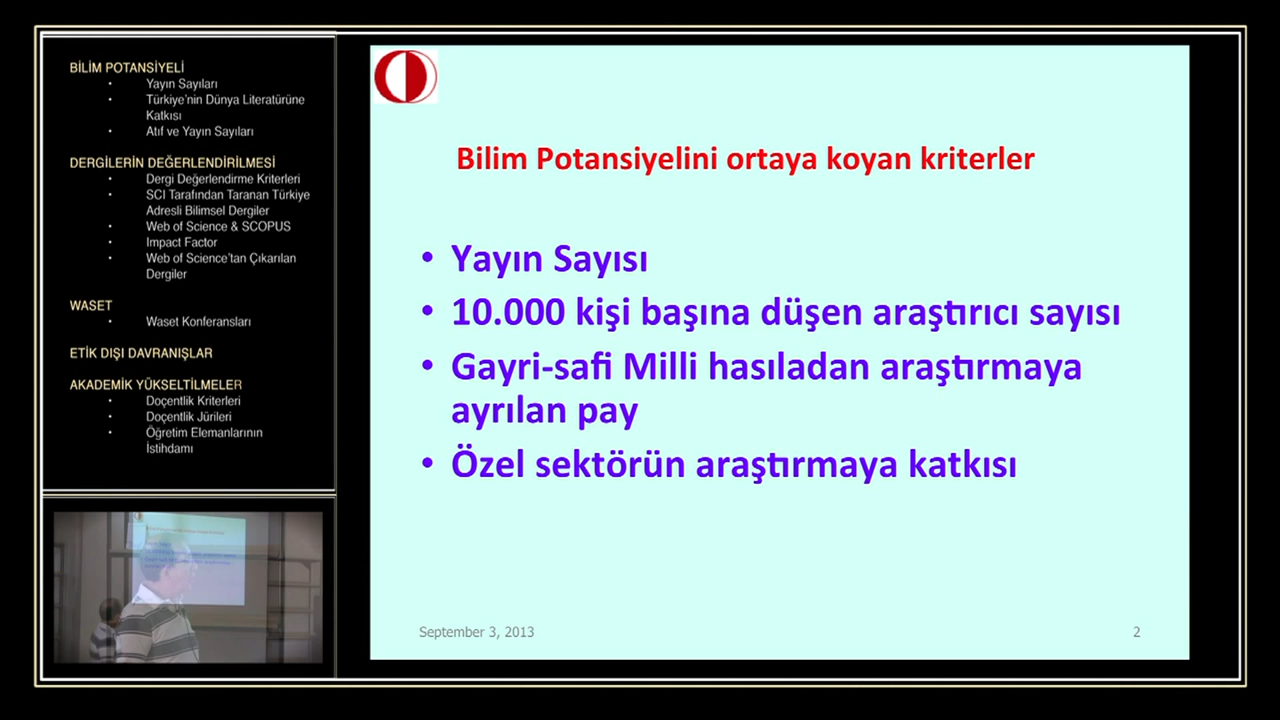 BİLİM POTANSİYELİ
• Yayın Sayıları
• Türkiye'nin Dünya Literatürüne
Katkısı
• Atıf ve Yayın Sayıları
DERGİLERİN DEĞERLENDİRİLMESİ
• Dergi Değerlendirme Kriterleri
• SCI Tarafından Taranan Türkiye
Adresli Bilimsel Dergiler
• Web of Science & SCOPUS
• Impact Factor
• Web of Science'tan Çıkarılan
Dergiler
WASET
• Waset Konferansları
ETİK DIŞI DAVRANIŞLAR
AKADEMİK YÜKSELTİLMELER
• Doçentlik Kriterleri
• Doçentlik Jürileri
• Öğretim Elemanlarının
İstihdamı
Bilim Potansiyelini ortaya koyan kriterler
• Yayın Sayısı
• 10.000 kişi başına düşen araştırıcı sayısı
• Gayri-safi Milli hasıladan araştırmaya
ayrılan pay
• Özel sektörün araştırmaya katkısı
September 3, 2013
2